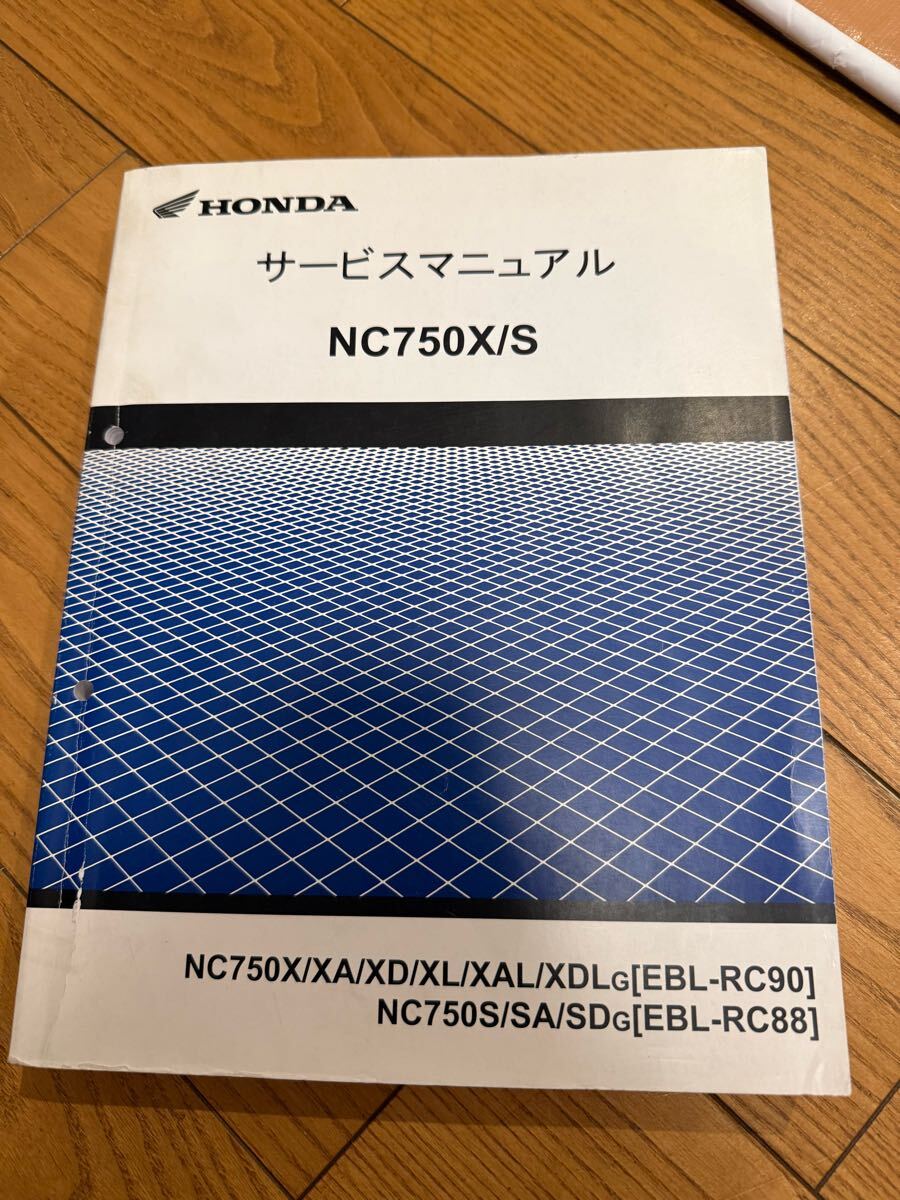 HONDA
サービスマニュアル
NC750X/S
NC750X/XA/XD/XL/XAL/XDLG[EBL-RC90]
NC750S/SA/SDG[EBL-RC88]